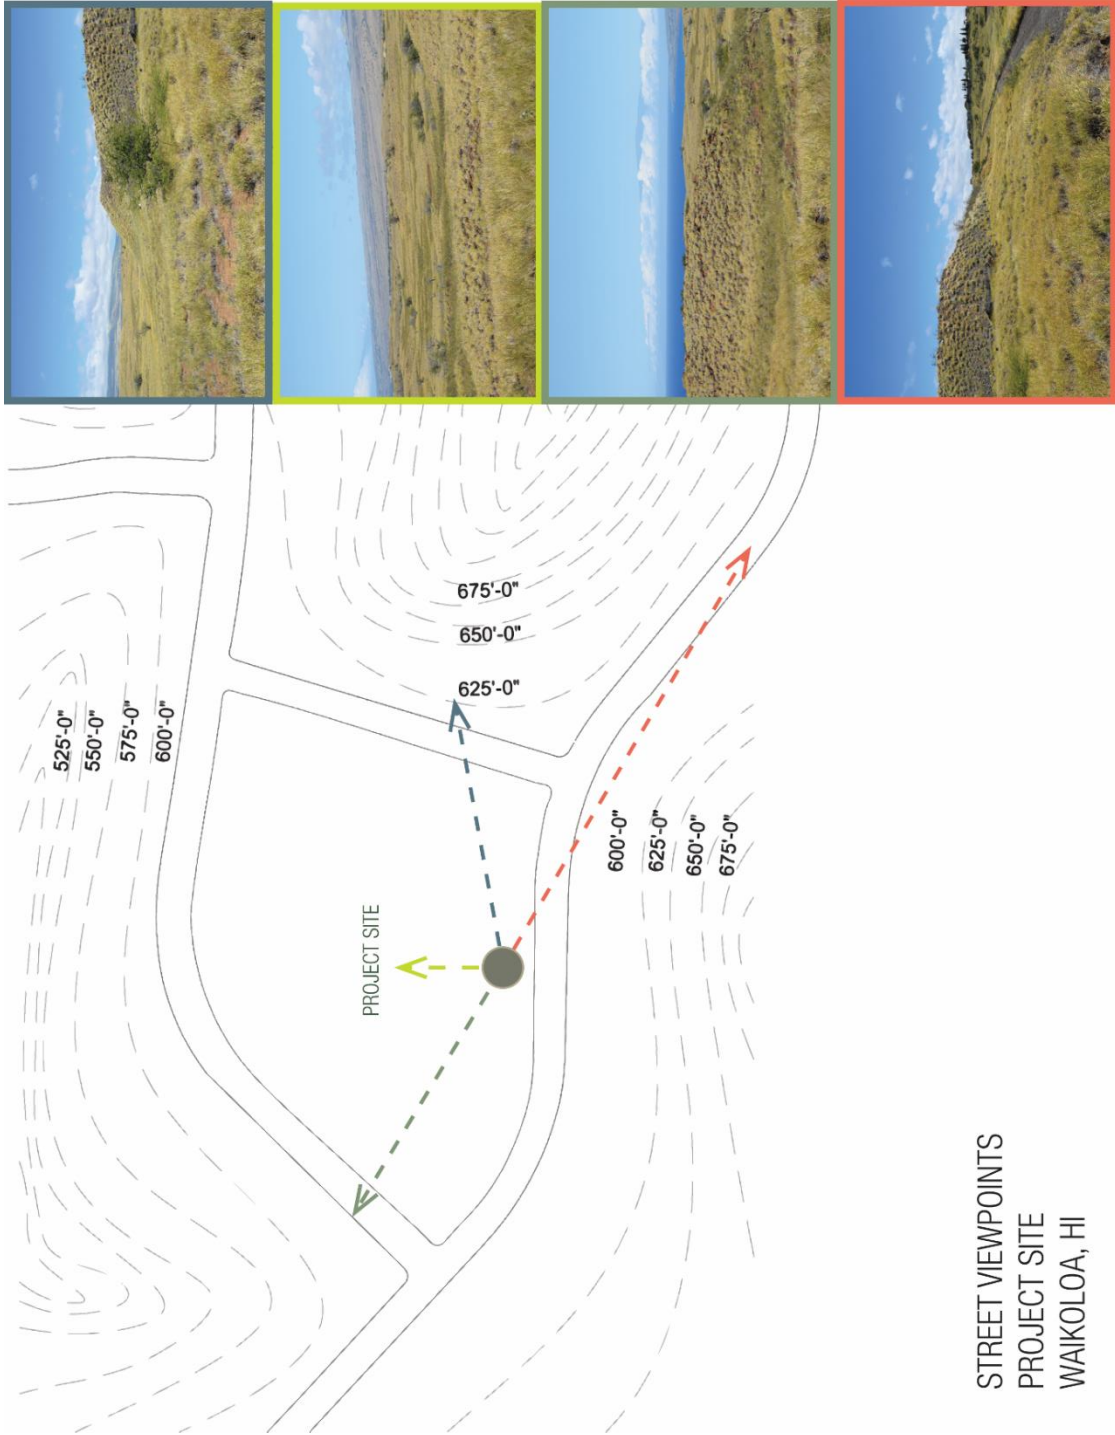 675'-0"
650'-0"
625'-0"
525'-0"
550'-0"
575'-0"
600'-0"
PROJECT SITE
600'-0"
625'-0"
650'-0"
675'-0"
STREET VIEWPOINTS
PROJECT SITE
WAIKOLOA, HI